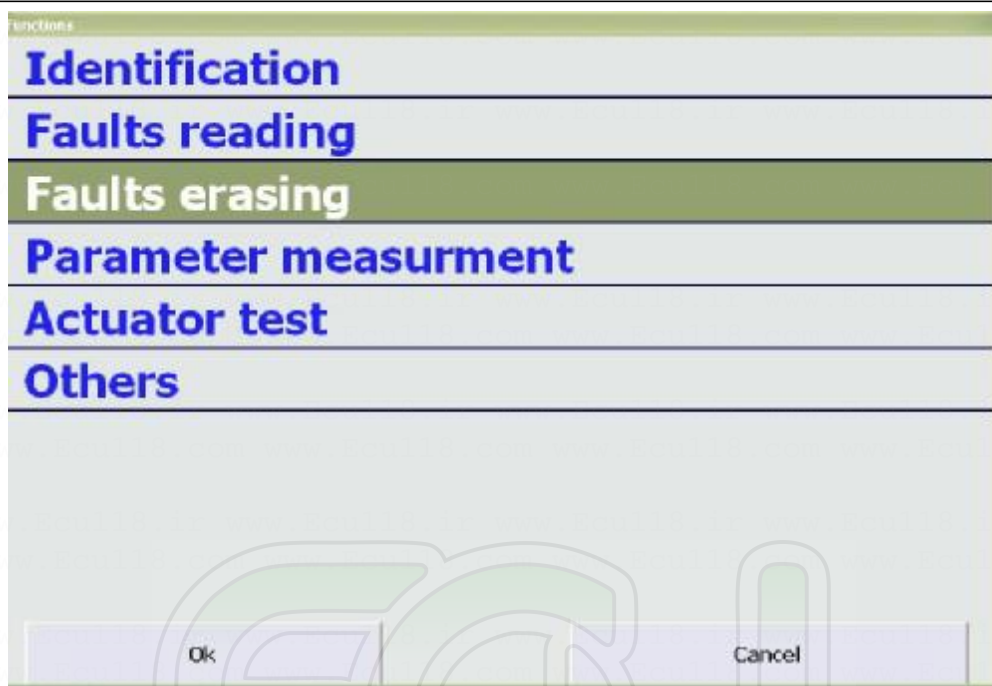 Functions
Identification
Faults reading
Faults erasing
Parameter measurment
Actuator test
Others
Ok
Cancel